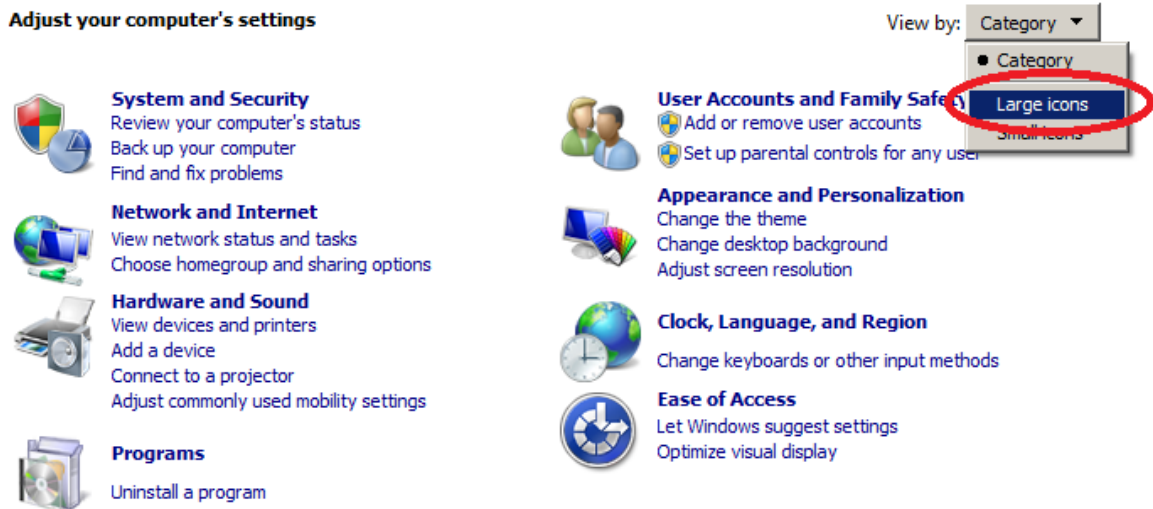 Adjust your computer's settings
View by: Category
Category
Large icons
Small icons
System and Security
Review your computer's status
Back up your computer
Find and fix problems
Network and Internet
View network status and tasks
Choose homegroup and sharing options
Hardware and Sound
View devices and printers
Add a device
Connect to a projector
Adjust commonly used mobility settings
Programs
Uninstall a program
User Accounts and Family Safety
Add or remove user accounts
Set up parental controls for any user
Appearance and Personalization
Change the theme
Change desktop background
Adjust screen resolution
Clock, Language, and Region
Change keyboards or other input methods
Ease of Access
Let Windows suggest settings
Optimize visual display